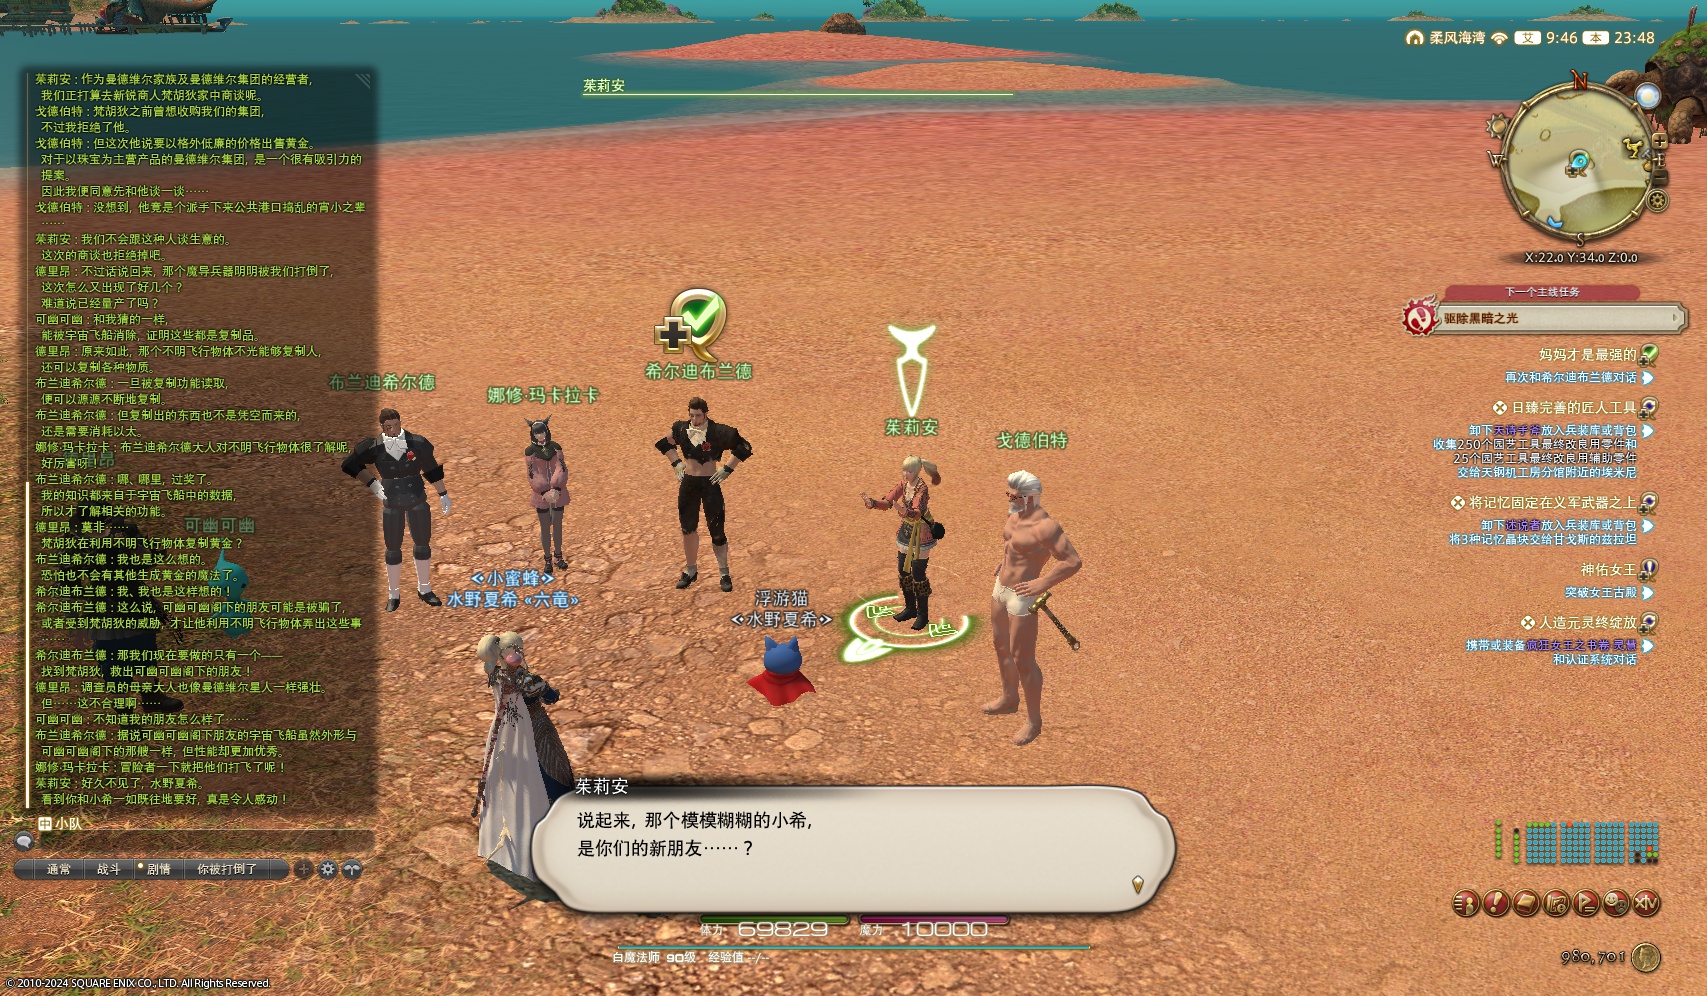 柔风海湾 艾 9:46 本 23:48
茱莉安
茱莉安：作为曼德维尔家族及曼德维尔集团的经营者，
我们正打算去新锐商人梵胡狄家中商谈呢。
戈德伯特：梵胡狄之前曾想收购我们的集团，
不过我拒绝了他。
戈德伯特：但这次他说要以格外低廉的价格出售黄金。
对于以珠宝为主营产品的曼德维尔集团，是一个很有吸引力的
提案。
因此我便同意先和他谈一谈……
戈德伯特：没想到，他竟是个派手下来公共港口捣乱的宵小之辈
……
茱莉安：我们不会跟这种人谈生意的。
这次的商谈也拒绝掉吧。
德里昂：不过话说回来，那个魔导兵器明明被我们打倒了，
这次怎么又出现了好几个？
难道说已经量产了吗？
可幽可幽：和我猜的一样，
能被宇宙飞船消除，证明这些都是复制品。
德里昂：原来如此，那个不明飞行物体不光能够复制人，
还可以复制各种物质。
布兰迪希尔德：一旦被复制功能读取，
便可以源源不断地复制。
布兰迪希尔德：但复制出的东西也不是凭空而来的，
还是需要消耗以太。
娜修·玛卡拉卡：布兰迪希尔德大人对不明飞行物体很了解呢，
好厉害呀！
布兰迪希尔德：哪、哪里，过奖了。
我的知识都来自于宇宙飞船中的数据，
所以才了解相关的功能。
德里昂：莫非……
梵胡狄在利用不明飞行物体复制黄金？
布兰迪希尔德：我也是这么想的。
恐怕也不会有其他生成黄金的魔法了。
希尔迪布兰德：我、我也是这样想的！
希尔迪布兰德：这么说，可幽可幽阁下的朋友可能是被骗了，
或者受到梵胡狄的威胁，才让他利用不明飞行物体弄出这些事
……
希尔迪布兰德：那我们现在要做的只有一个——
找到梵胡狄，救出可幽可幽阁下的朋友！
德里昂：调查员的母亲大人也像曼德维尔星人一样强壮。
但……这不合理啊……
可幽可幽：不知道我的朋友怎么样了……
布兰迪希尔德：据说可幽可幽阁下朋友的宇宙飞船虽然外形与
可幽可幽阁下的那艘一样，但性能却更加优秀。
娜修·玛卡拉卡：冒险者一下就把他们打飞了呢！
茱莉安：好久不见了，水野夏希。
看到你和小希一如既往地要好，真是令人感动！
中 小队
通常 战斗 剧情 你被打倒了
布兰迪希尔德
娜修·玛卡拉卡
希尔迪布兰德
茱莉安
戈德伯特
可幽可幽
小蜜蜂
水野夏希 «六竜»
浮游猫
水野夏希
N
W
E
S
X:22.0 Y:34.0 Z:0.0
下一个主线任务
驱除黑暗之光
妈妈才是最强的
再次和希尔迪布兰德对话
日臻完善的匠人工具
卸下天诗手斧放入兵装库或背包
收集250个园艺工具最终改良用零件和
25个园艺工具最终改良用辅助零件
交给天钢机工房分馆附近的埃米尼
将记忆固定在义军武器之上
卸下述说者放入兵装库或背包
将3种记忆晶块交给甘戈斯的兹拉坦
神佑女王
突破女王古殿
人造元灵终绽放
携带或装备疯狂女王之书卷·灵慧
和认证系统对话
茱莉安
说起来，那个模模糊糊的小希，
是你们的新朋友……？
体力 69829 魔力 10000
白魔法师 90级 经验值 --/--
XIV
980,701
© 2010-2024 SQUARE ENIX CO., LTD. All Rights Reserved.